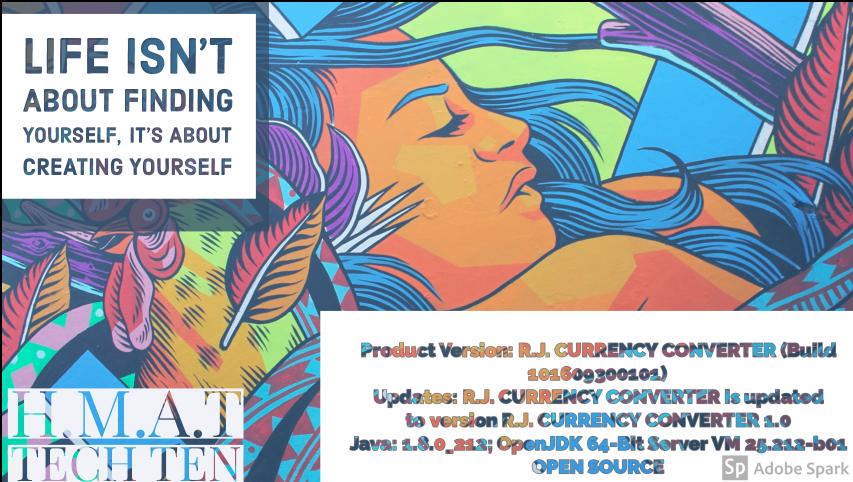 LIFE ISN'T
ABOUT FINDING
YOURSELF, IT'S ABOUT
CREATING YOURSELF
H.M.A.T
TECH TEN
Product Version: R.J. CURRENCY CONVERTER (Build
101609300101)
Updates: R.J. CURRENCY CONVERTER is updated
to version R.J. CURRENCY CONVERTER 1.0
Java: 1.8.0_212; OpenJDK 64-Bit Server VM 25.212-b01
OPEN SOURCE
Sp Adobe Spark